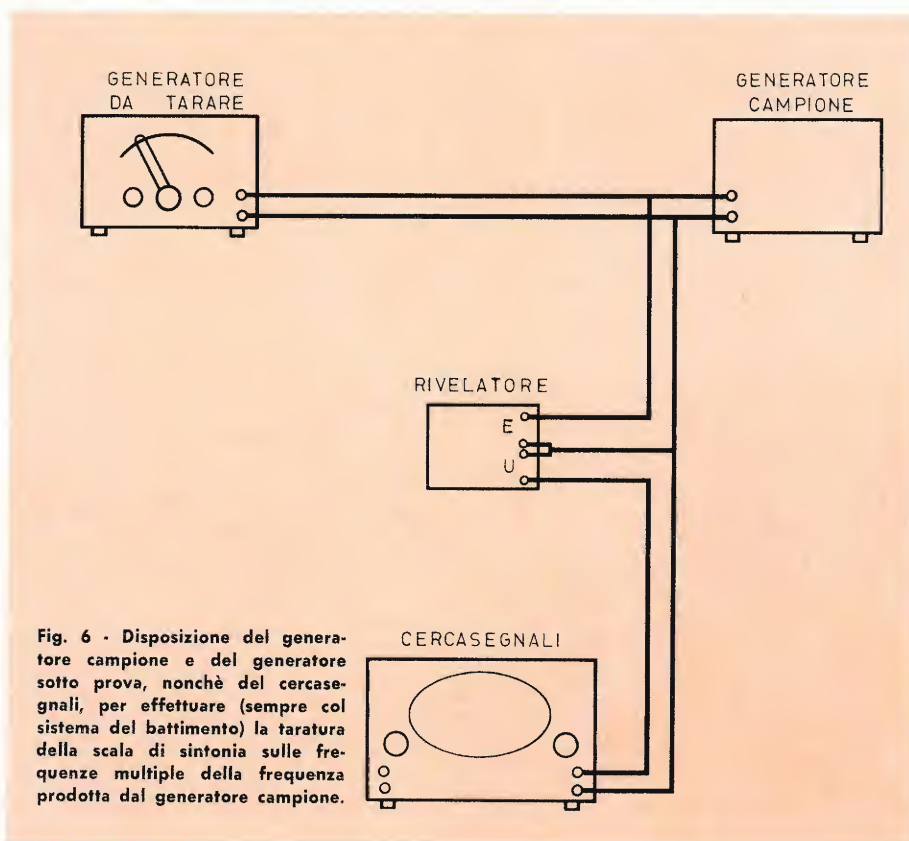 GENERATORE
DA TARARE
GENERATORE
CAMPIONE
RIVELATORE
E
U
CERCASEGNALI
Fig. 6 - Disposizione del genera-
tore campione e del generatore
sotto prova, nonchè del cercase-
gnali, per effettuare (sempre col
sistema del battimento) la taratura
della scala di sintonia sulle fre-
quenze multiple della frequenza
prodotta dal generatore campione.